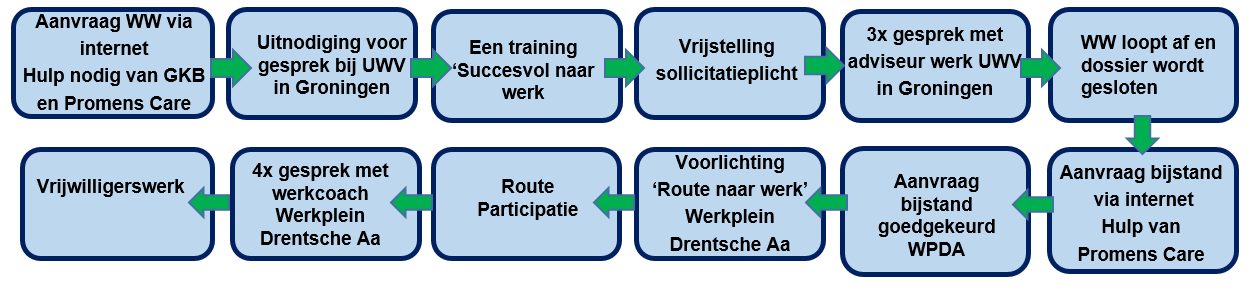 Aanvraag WW via
internet
Hulp nodig van GKB
en Promens Care
Uitnodiging voor
gesprek bij UWV
in Groningen
Een training
‘Succesvol naar
werk
Vrijstelling
sollicitatieplicht
3x gesprek met
adviseur werk UWV
in Groningen
WW loopt af en
dossier wordt
gesloten
Aanvraag bijstand
via internet
Hulp van
Promens Care
Aanvraag
bijstand
goedgekeurd
WPDA
Voorlichting
‘Route naar werk’
Werkplein
Drentsche Aa
Route
Participatie
4x gesprek met
werkcoach
Werkplein
Drentsche Aa
Vrijwilligerswerk